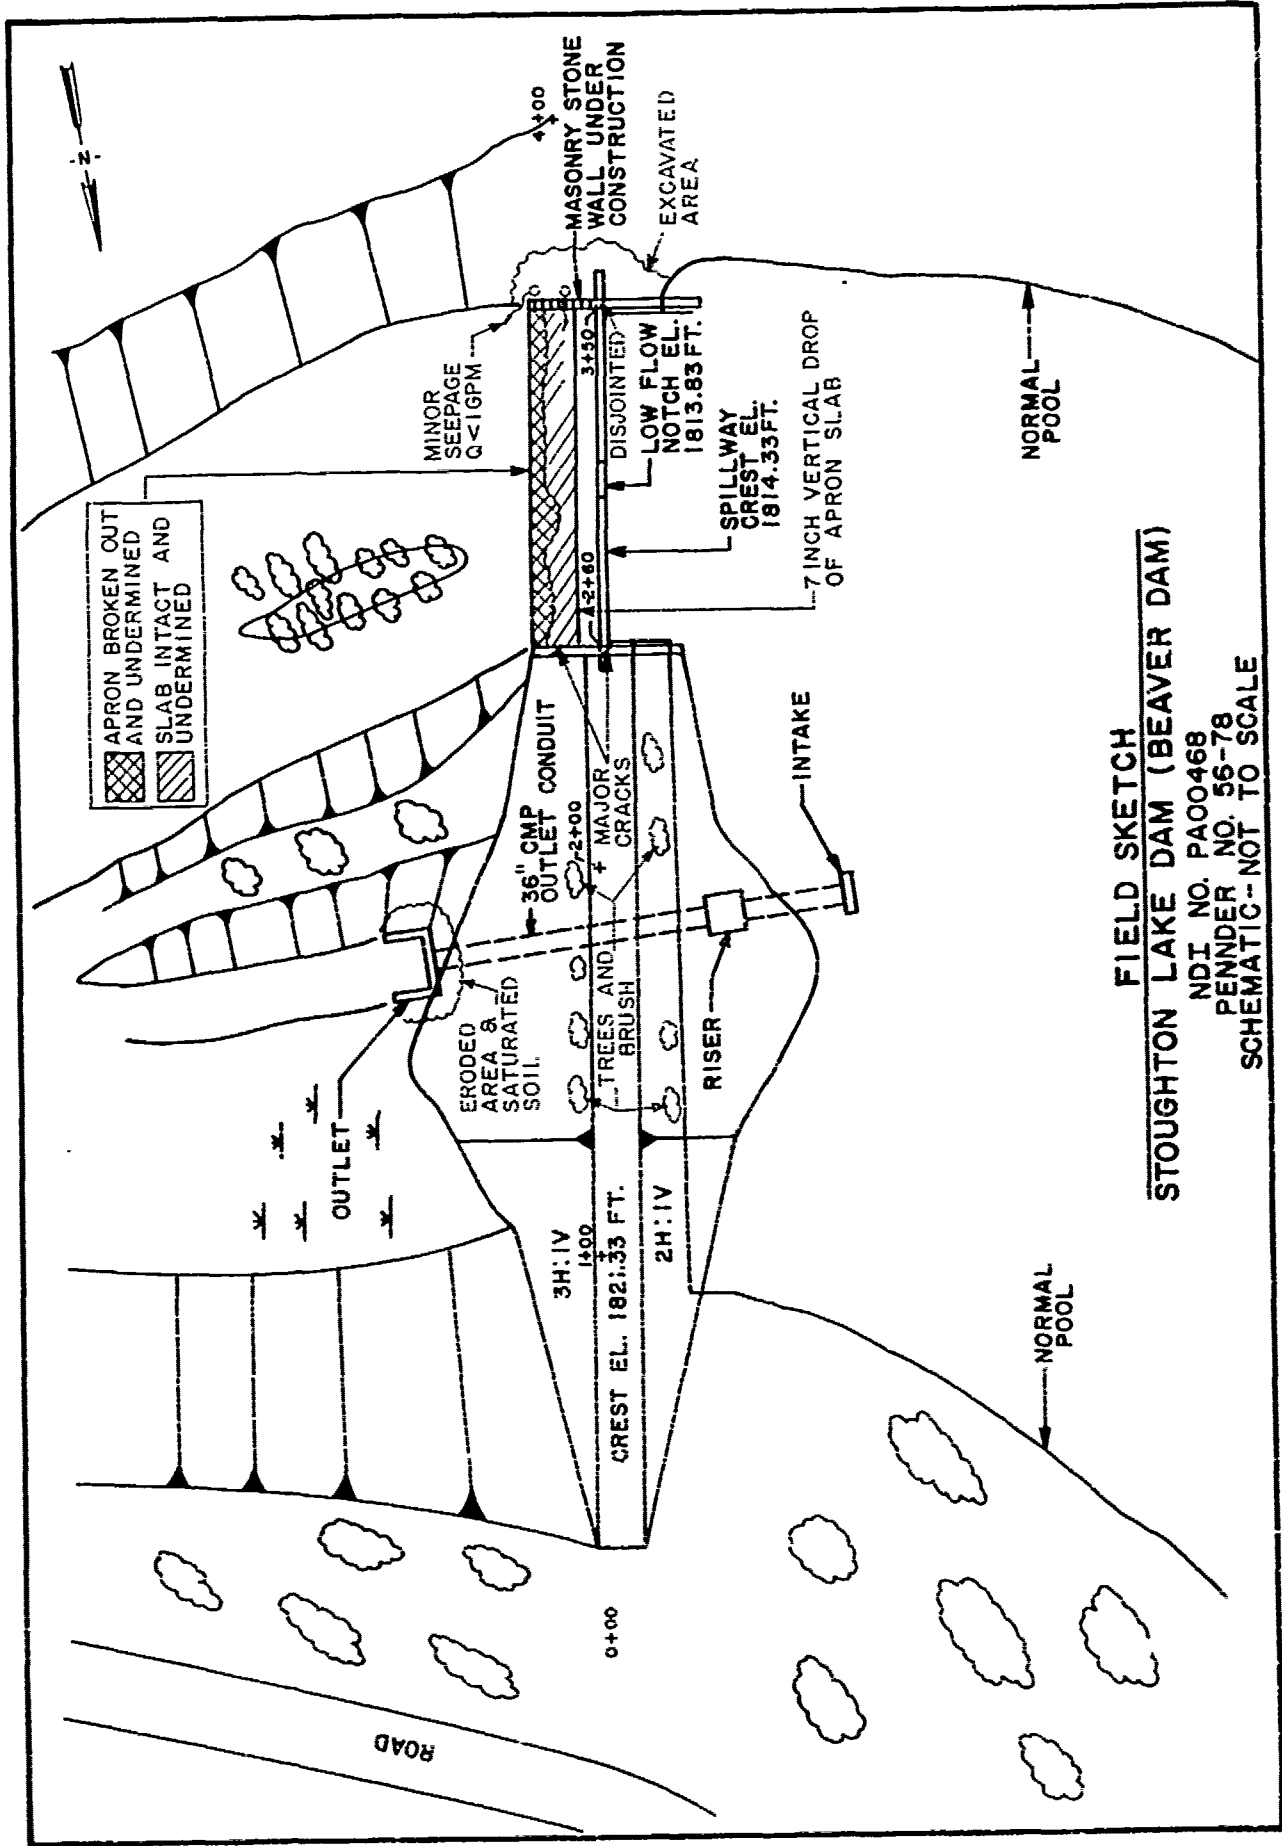 -N-
APRON BROKEN OUT
AND UNDERMINED
SLAB INTACT AND
UNDERMINED
MINOR
SEEPAGE
Q<1GPM
4+00
MASONRY STONE
WALL UNDER
CONSTRUCTION
EXCAVATED
AREA
3+50
DISJOINTED
LOW FLOW
NOTCH EL.
1813.83 FT.
SPILLWAY
CREST EL.
1814.33 FT.
2+60
7 INCH VERTICAL DROP
OF APRON SLAB
NORMAL
POOL
36" CMP
OUTLET CONDUIT
2+00
MAJOR
CRACKS
INTAKE
OUTLET
ERODED
AREA &
SATURATED
SOIL
TREES AND
BRUSH
RISER
3H:1V
1+00
CREST EL. 1821.33 FT.
2H:1V
NORMAL
POOL
0+00
ROAD
FIELD SKETCH
STOUGHTON LAKE DAM (BEAVER DAM)
NDI NO. PA00468
PENNDER NO. 56-78
SCHEMATIC-NOT TO SCALE